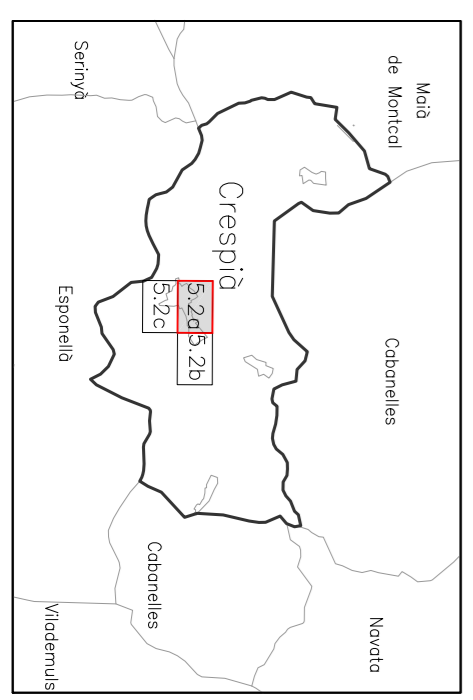 Serinyà
Maià
de Montcal
Crespià
5.2a
5.2b
5.2c
Esponellà
Cabanelles
Cabanelles
Navata
Vilademuls